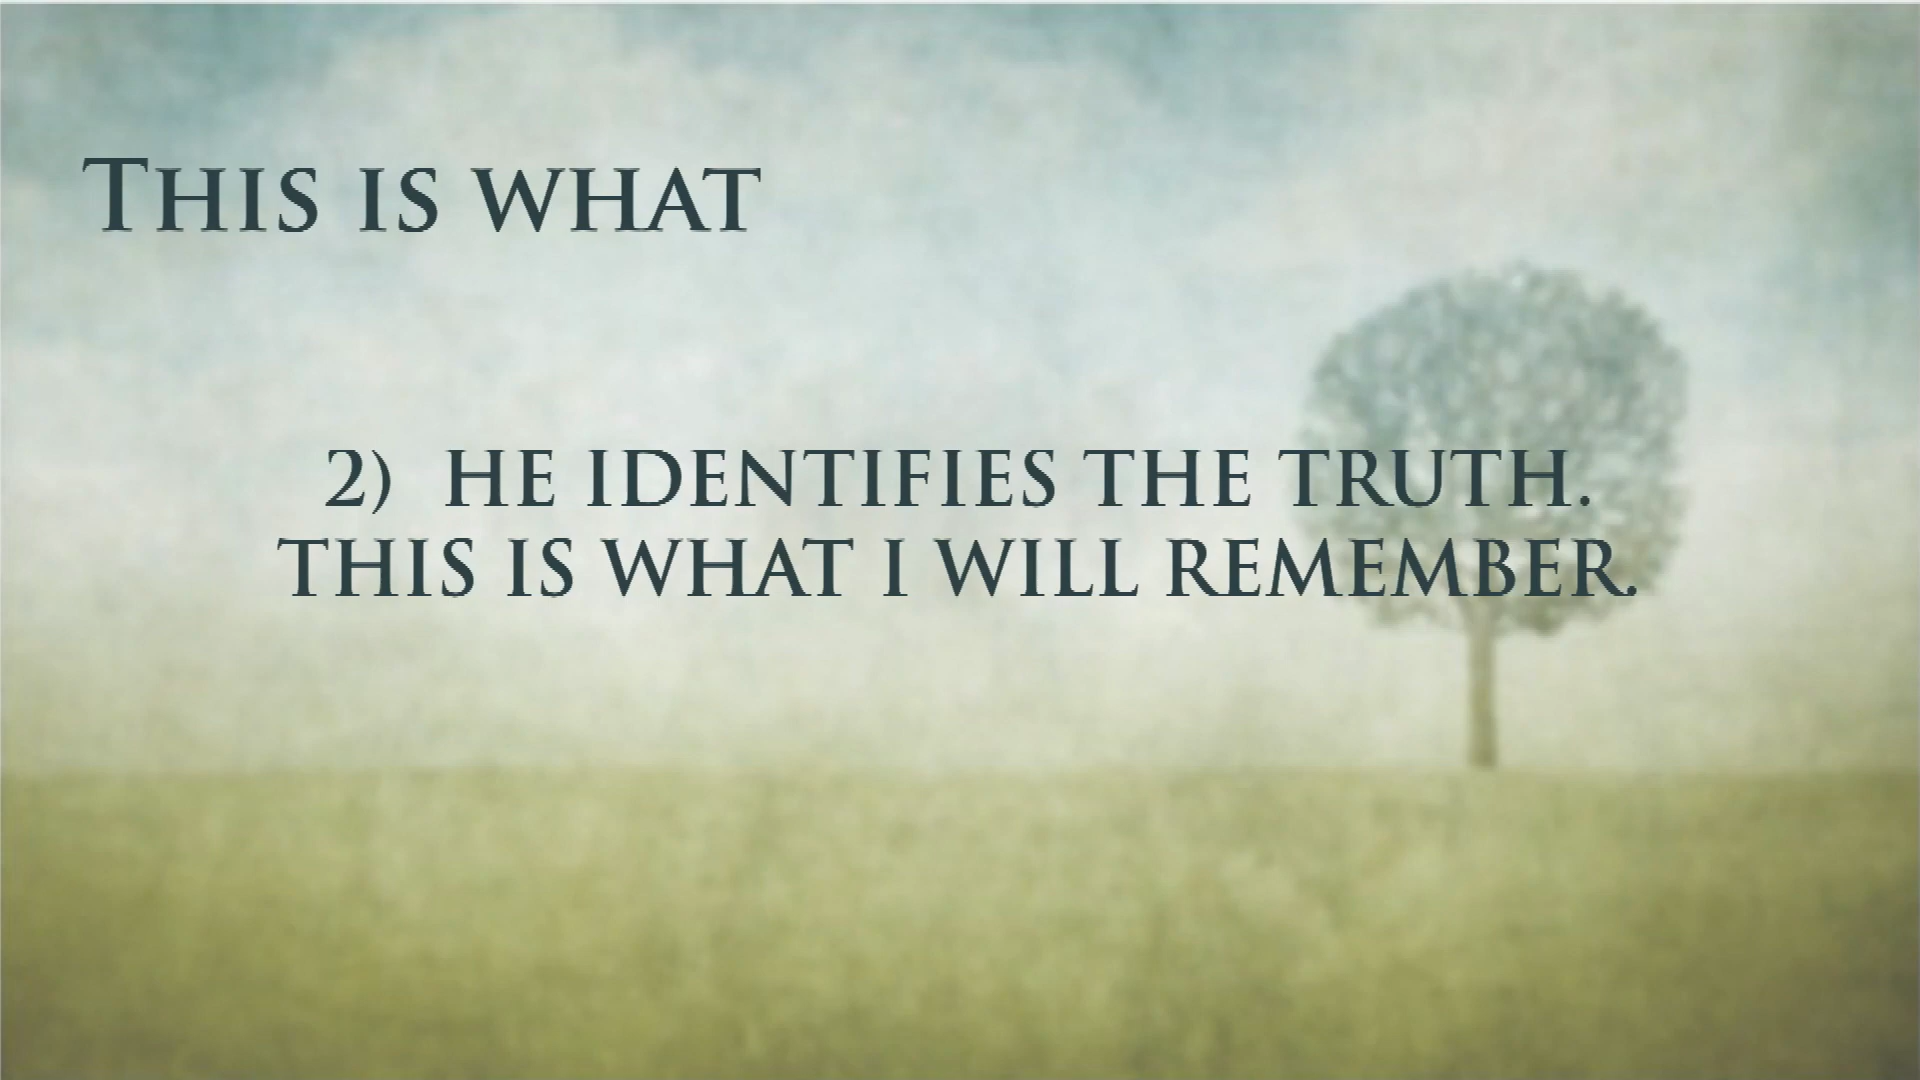 This is what
2) HE IDENTIFIES THE TRUTH.
THIS IS WHAT I WILL REMEMBER.